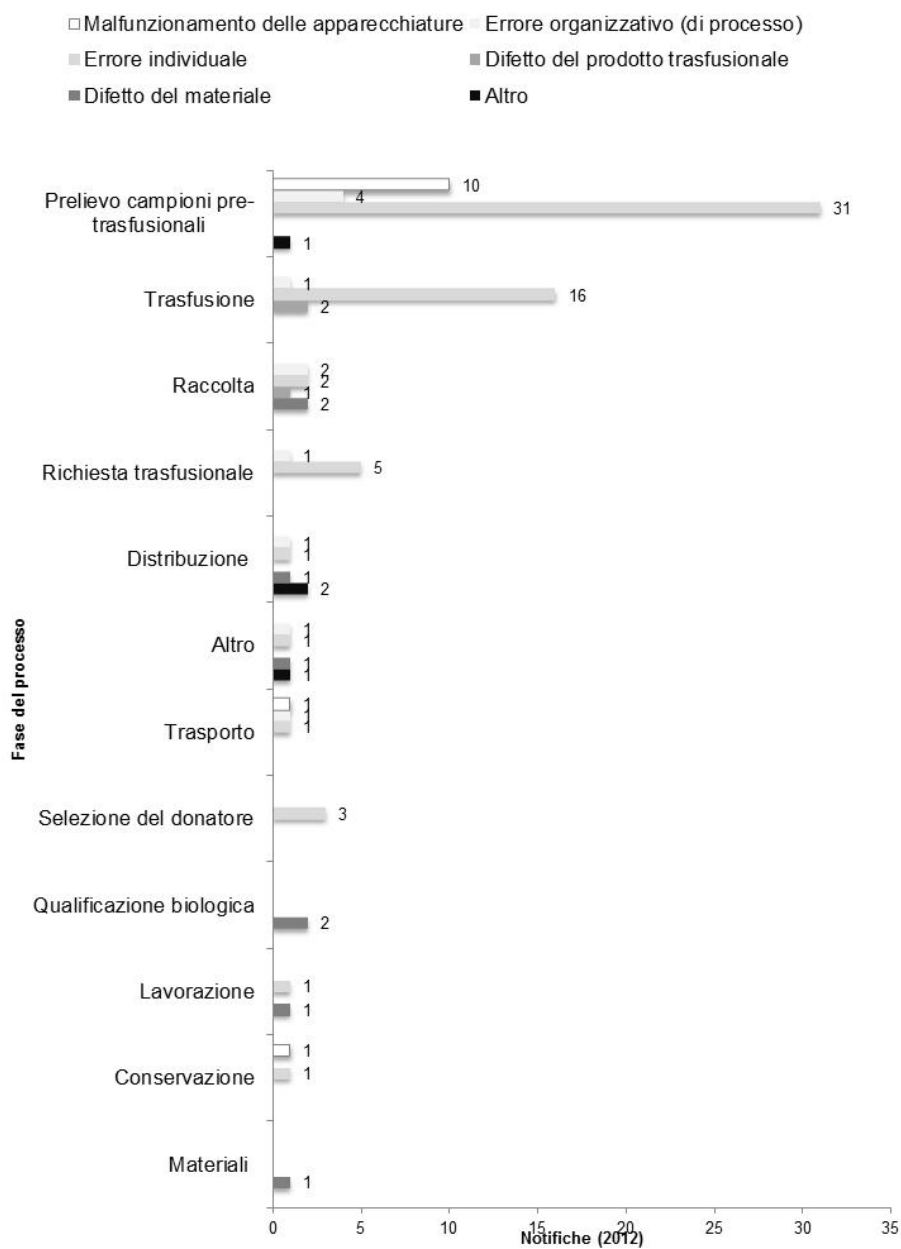 Malfunzionamento delle apparecchiature
Errore organizzativo (di processo)
Errore individuale
Difetto del prodotto trasfusionale
Difetto del materiale
Altro
Prelievo campioni pre-
trasfusionali
10
4
31
1
Trasfusione
1
16
2
Raccolta
2
2
1
2
Richiesta trasfusionale
1
5
Distribuzione
1
1
1
2
Altro
1
1
1
1
Trasporto
1
1
1
Selezione del donatore
3
Qualificazione biologica
2
Lavorazione
1
1
Conservazione
1
1
Materiali
1
Fase del processo
0
5
10
15
20
25
30
35
Notifiche (2012)